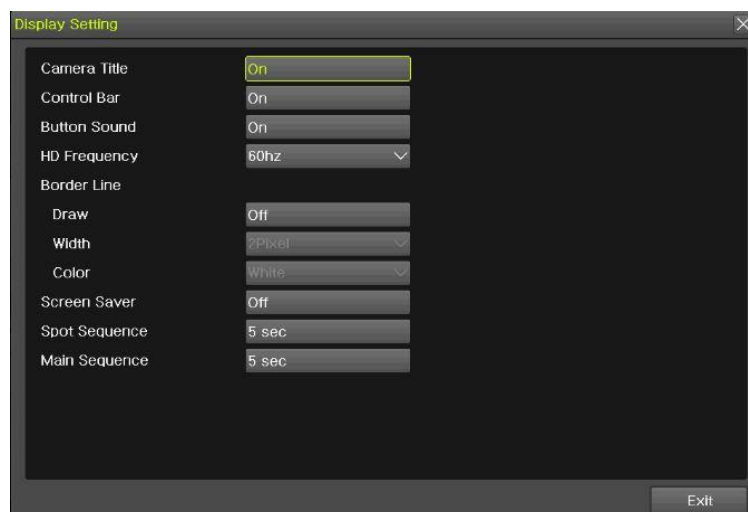 Display Setting
Camera Title On
Control Bar On
Button Sound On
HD Frequency 60hz
Border Line
Draw Off
Width 2Pixel
Color White
Screen Saver Off
Spot Sequence 5 sec
Main Sequence 5 sec
Exit